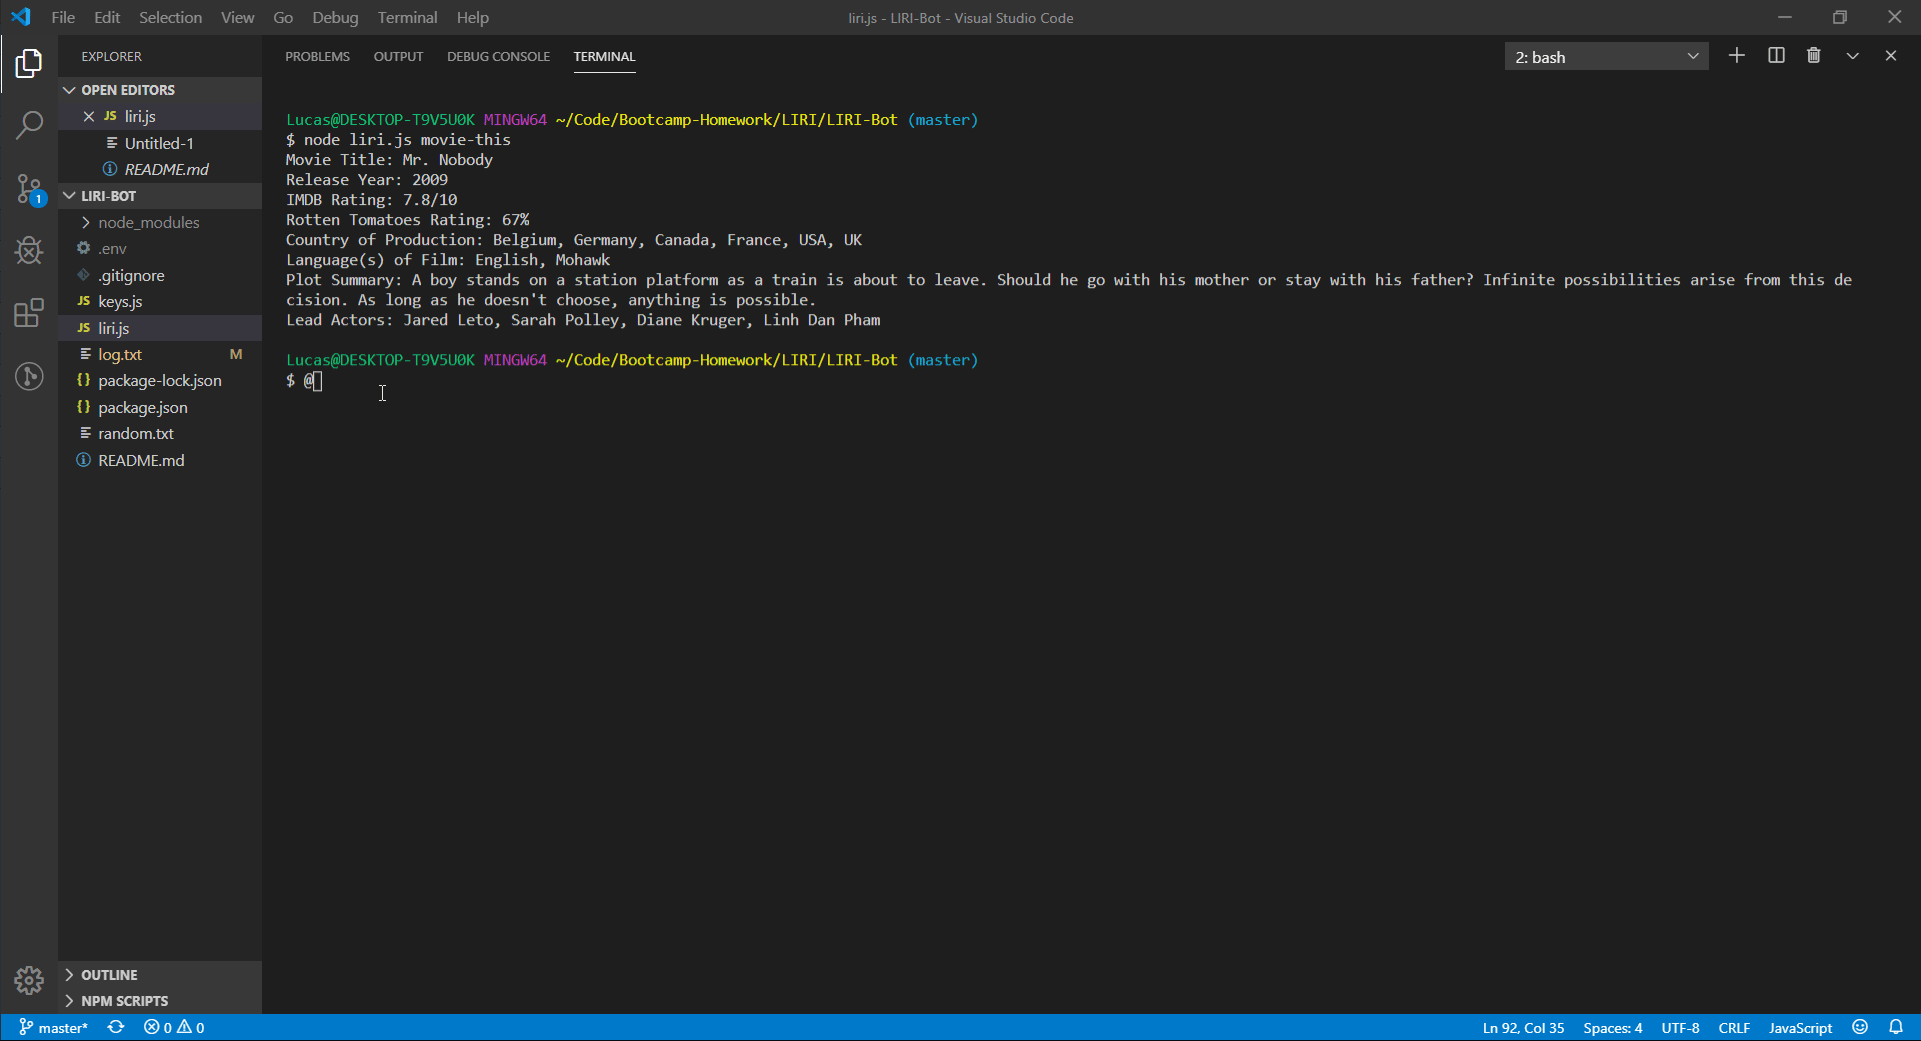 File Edit Selection View Go Debug Terminal Help
liri.js - LIRI-Bot - Visual Studio Code
EXPLORER
OPEN EDITORS
JS liri.js
Untitled-1
README.md
1
LIRI-BOT
node_modules
.env
.gitignore
JS keys.js
JS liri.js
log.txt M
{} package-lock.json
{} package.json
random.txt
README.md
OUTLINE
NPM SCRIPTS
PROBLEMS OUTPUT DEBUG CONSOLE TERMINAL
2: bash
Lucas@DESKTOP-T9V5U0K MINGW64 ~/Code/Bootcamp-Homework/LIRI/LIRI-Bot (master)
$ node liri.js movie-this
Movie Title: Mr. Nobody
Release Year: 2009
IMDB Rating: 7.8/10
Rotten Tomatoes Rating: 67%
Country of Production: Belgium, Germany, Canada, France, USA, UK
Language(s) of Film: English, Mohawk
Plot Summary: A boy stands on a station platform as a train is about to leave. Should he go with his mother or stay with his father? Infinite possibilities arise from this de
cision. As long as he doesn't choose, anything is possible.
Lead Actors: Jared Leto, Sarah Polley, Diane Kruger, Linh Dan Pham
Lucas@DESKTOP-T9V5U0K MINGW64 ~/Code/Bootcamp-Homework/LIRI/LIRI-Bot (master)
$ @
master* 0 0
Ln 92, Col 35 Spaces: 4 UTF-8 CRLF JavaScript